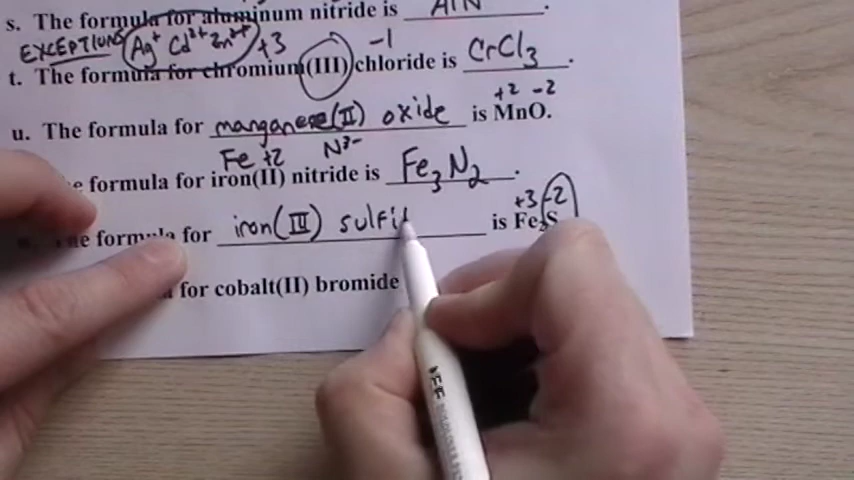 s. The formula for aluminum nitride is AlN.
EXCEPTIONS Ag+ Cd2+ Zn2+ +3 -1
t. The formula for chromium(III) chloride is CrCl3.
+2 -2
u. The formula for manganese(II) oxide is MnO.
Fe +2 N3-
formula for iron(II) nitride is Fe3N2.
+3 -2
formula for iron(III) sulfi is Fe2S
for cobalt(II) bromide